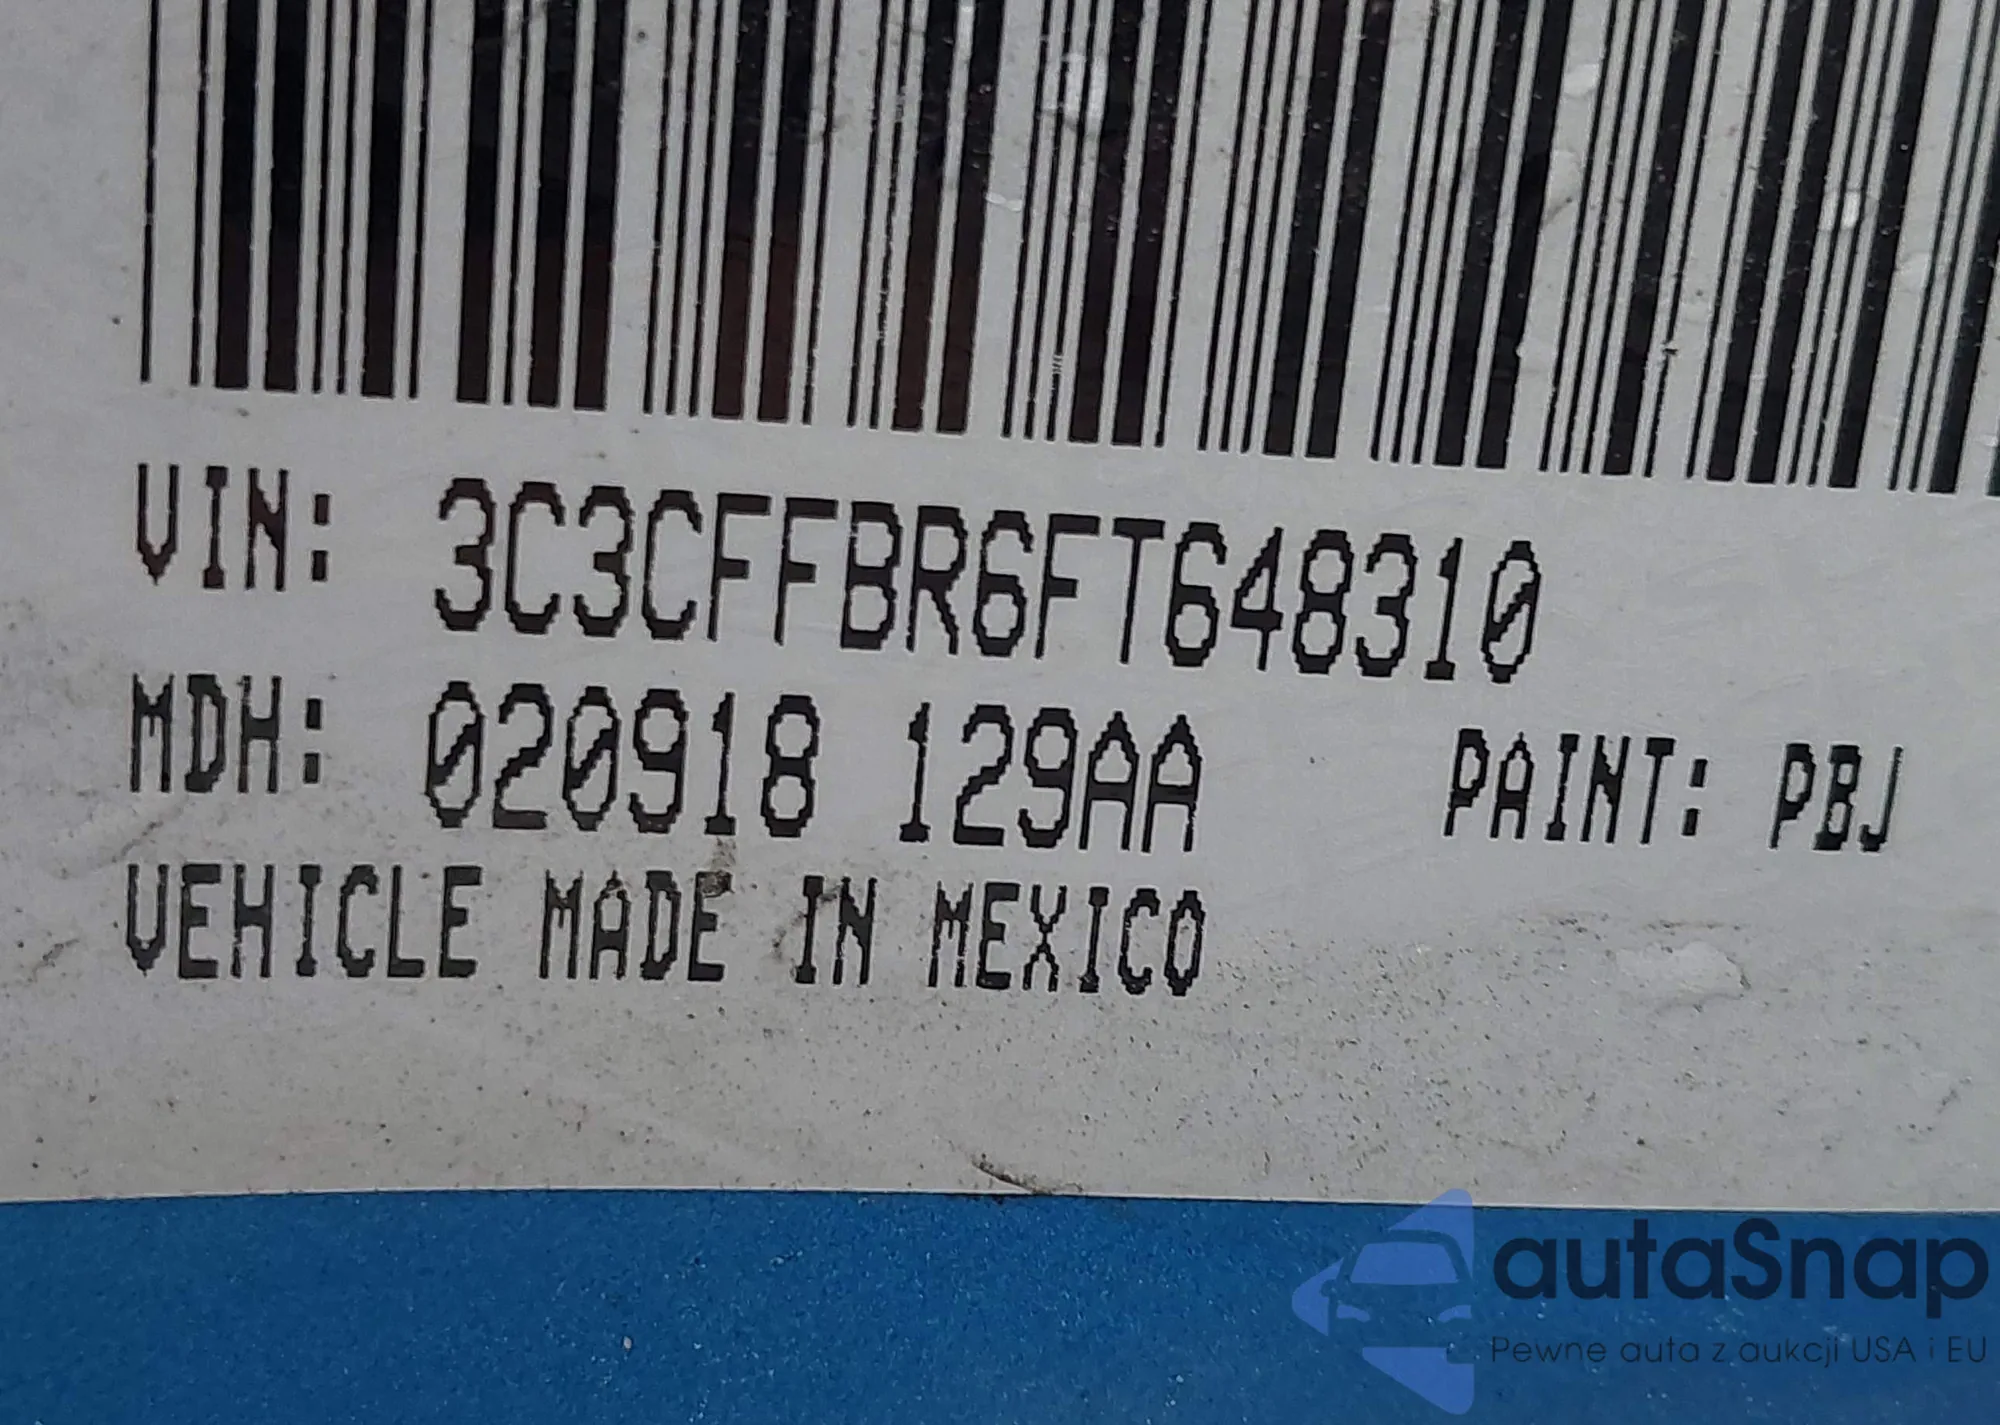 VIN: 3C3CFFBR6FT648310
MDH: 020918 129AA PAINT: PBJ
VEHICLE MADE IN MEXICO
autaSnap
Pewne auta z aukcji USA i EU